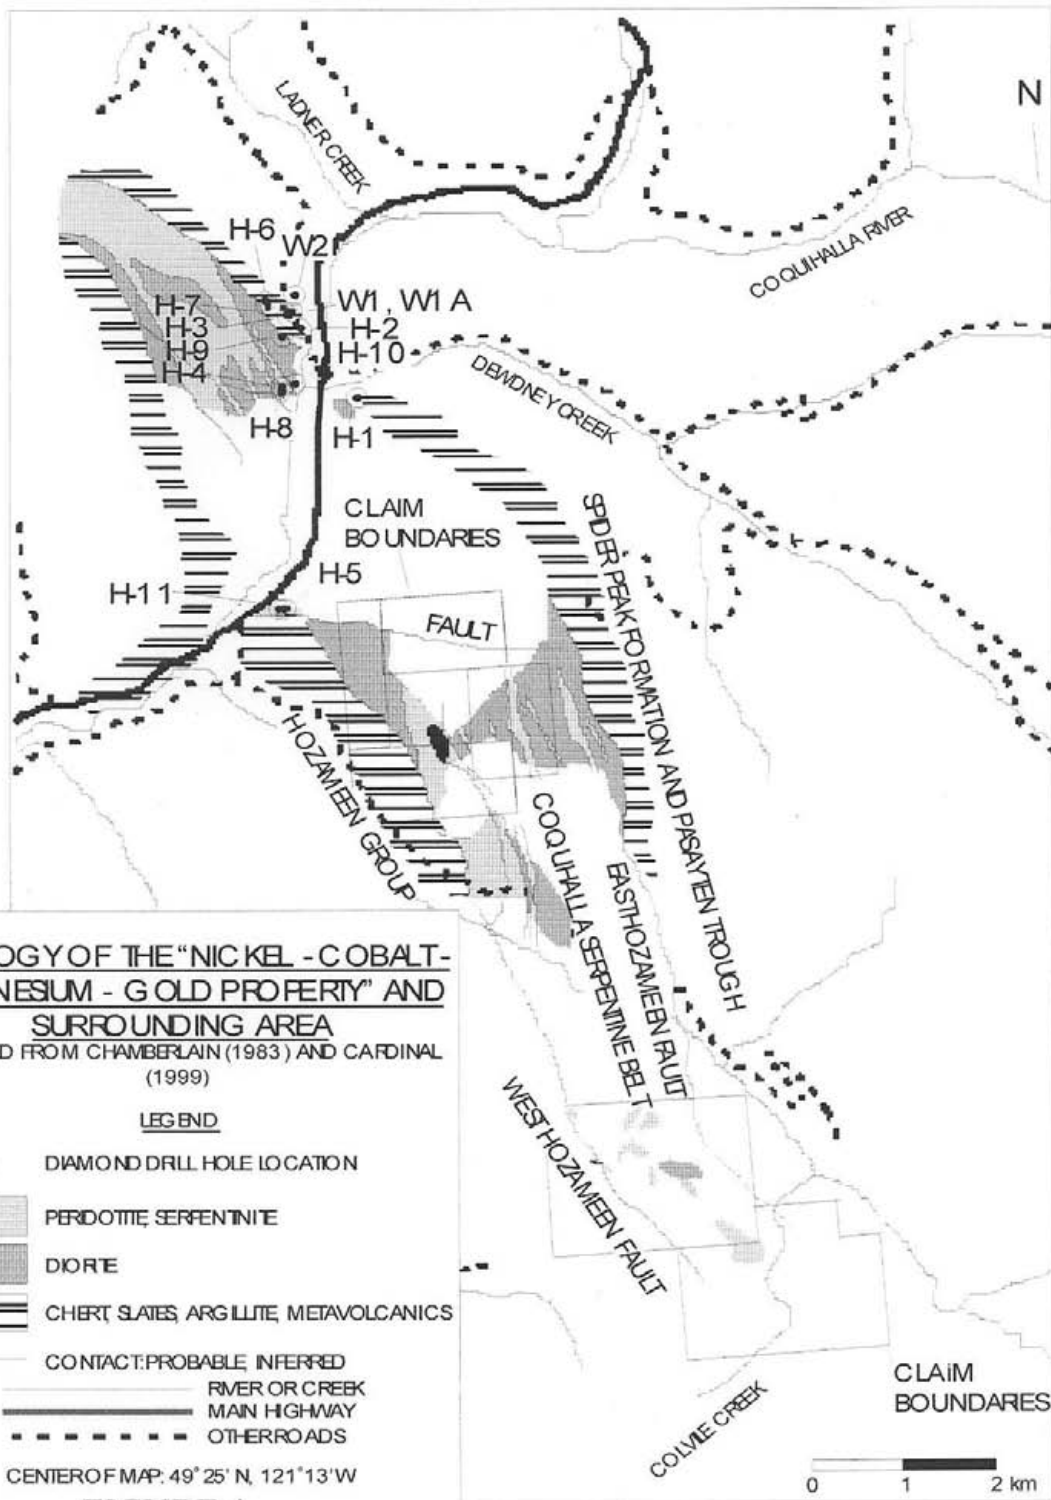 N
LADNER CREEK
COQUIHALLA RIVER
H-6
W2
H-7
W1, W1 A
H-3
H-2
H-9
H-10
H-4
DEWDNEY CREEK
H-8
H-1
CLAIM
BOUNDARIES
SPIDER PEAK FORMATION AND PASAYTEN TROUGH
H-5
H-11
FAULT
HOZAMEEN GROUP
COQUIHALLA SERPENTINE BELT
EAST HOZAMEEN FAULT
WEST HOZAMEEN FAULT
OGY OF THE "NICKEL - COBALT -
NESIUM - GOLD PROPERTY" AND
SURROUNDING AREA
D FROM CHAMBERLAIN (1983) AND CARDINAL
(1999)
LEGEND
DIAMOND DRILL HOLE LOCATION
PERIDOTITE, SERPENTINITE
DIORITE
CHERT, SLATES, ARGILLITE, METAVOLCANICS
CONTACT: PROBABLE, INFERRED
RIVER OR CREEK
MAIN HIGHWAY
OTHER ROADS
CENTER OF MAP: 49° 25' N, 121° 13' W
CLAIM
BOUNDARIES
COLVILE CREEK
0 1 2 km